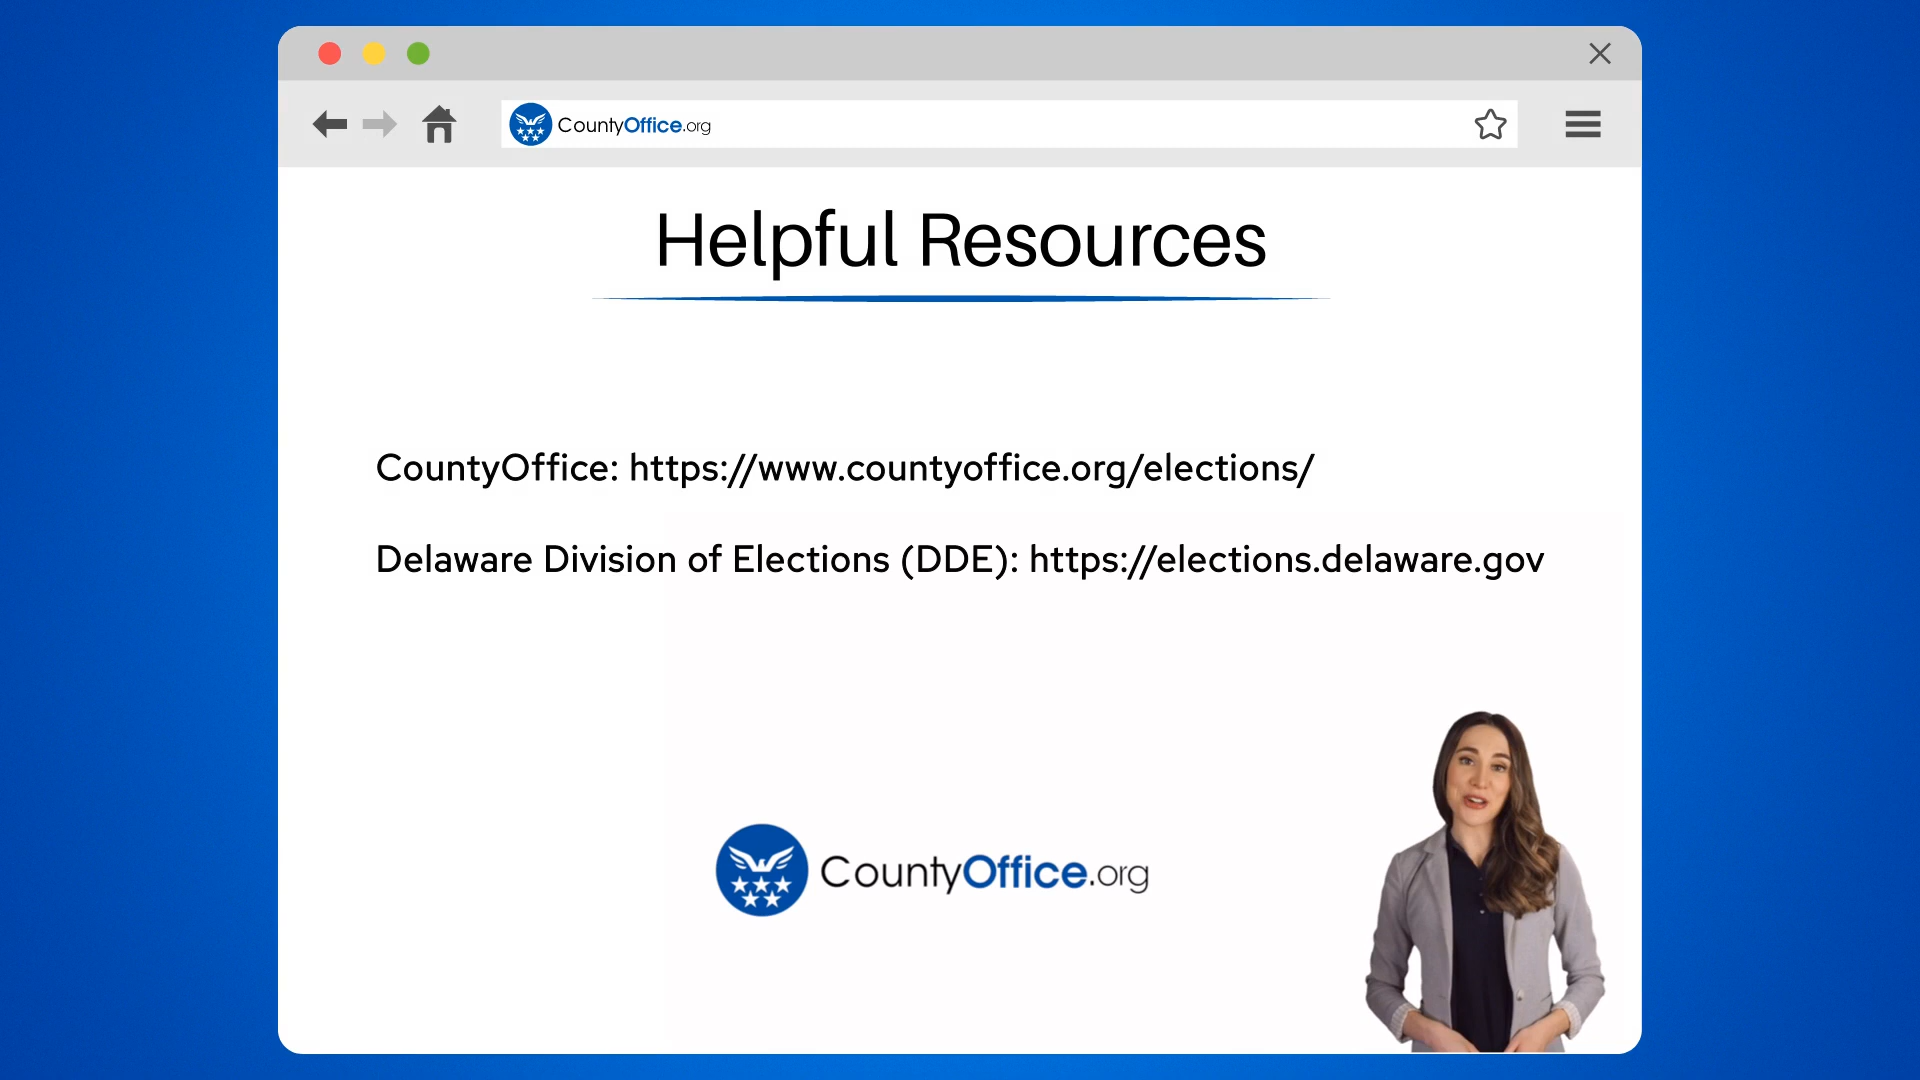 CountyOffice.org
Helpful Resources
CountyOffice: https://www.countyoffice.org/elections/
Delaware Division of Elections (DDE): https://elections.delaware.gov
CountyOffice.org